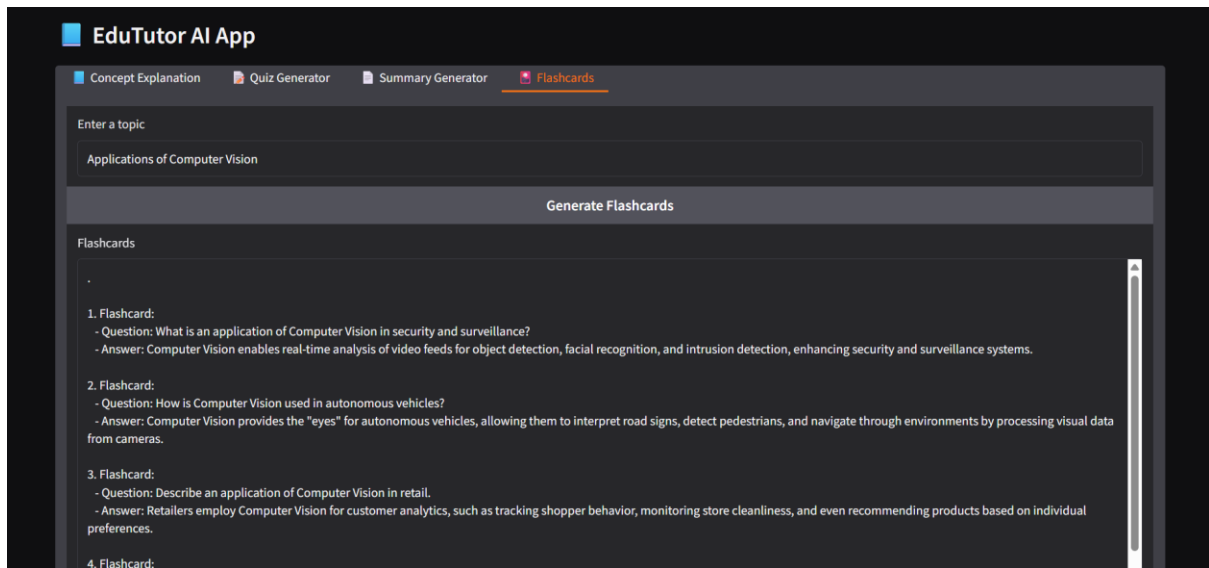 EduTutor AI App
Concept Explanation
Quiz Generator
Summary Generator
Flashcards
Enter a topic
Applications of Computer Vision
Generate Flashcards
Flashcards
.
1. Flashcard:
- Question: What is an application of Computer Vision in security and surveillance?
- Answer: Computer Vision enables real-time analysis of video feeds for object detection, facial recognition, and intrusion detection, enhancing security and surveillance systems.
2. Flashcard:
- Question: How is Computer Vision used in autonomous vehicles?
- Answer: Computer Vision provides the "eyes" for autonomous vehicles, allowing them to interpret road signs, detect pedestrians, and navigate through environments by processing visual data
from cameras.
3. Flashcard:
- Question: Describe an application of Computer Vision in retail.
- Answer: Retailers employ Computer Vision for customer analytics, such as tracking shopper behavior, monitoring store cleanliness, and even recommending products based on individual
preferences.
4. Flashcard: